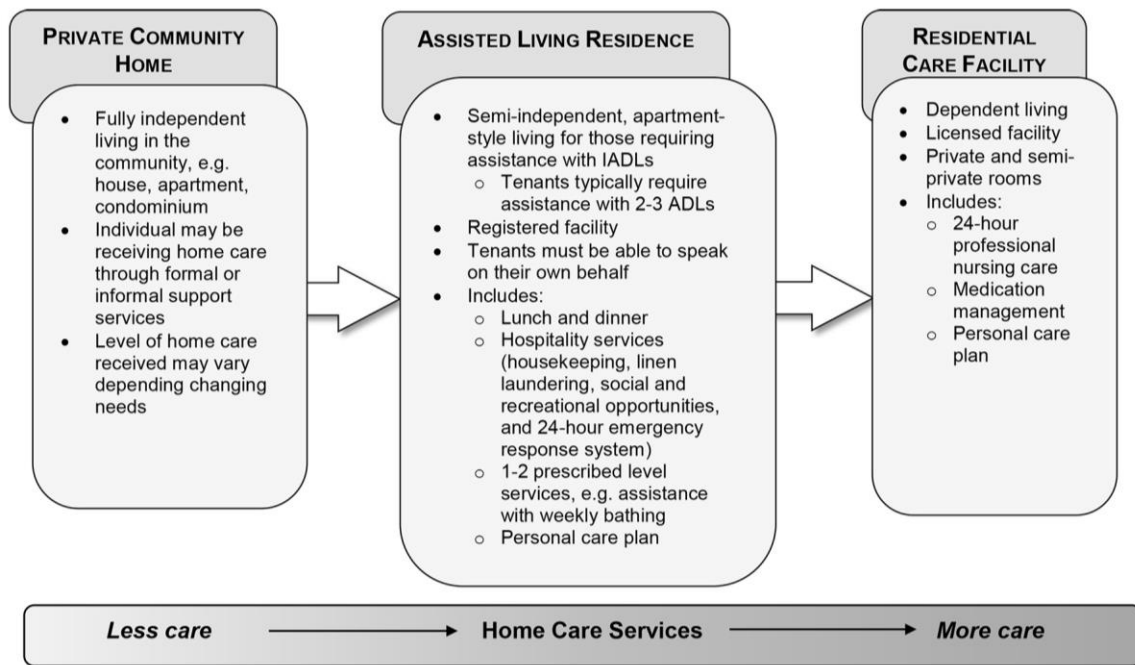 PRIVATE COMMUNITY
HOME
• Fully independent
living in the
community, e.g.
house, apartment,
condominium
• Individual may be
receiving home care
through formal or
informal support
services
• Level of home care
received may vary
depending changing
needs
ASSISTED LIVING RESIDENCE
• Semi-independent, apartment-
style living for those requiring
assistance with IADLs
o Tenants typically require
assistance with 2-3 ADLs
• Registered facility
• Tenants must be able to speak
on their own behalf
• Includes:
o Lunch and dinner
o Hospitality services
(housekeeping, linen
laundering, social and
recreational opportunities,
and 24-hour emergency
response system)
o 1-2 prescribed level
services, e.g. assistance
with weekly bathing
o Personal care plan
RESIDENTIAL
CARE FACILITY
• Dependent living
• Licensed facility
• Private and semi-
private rooms
• Includes:
o 24-hour
professional
nursing care
o Medication
management
o Personal care
plan
Less care Home Care Services More care